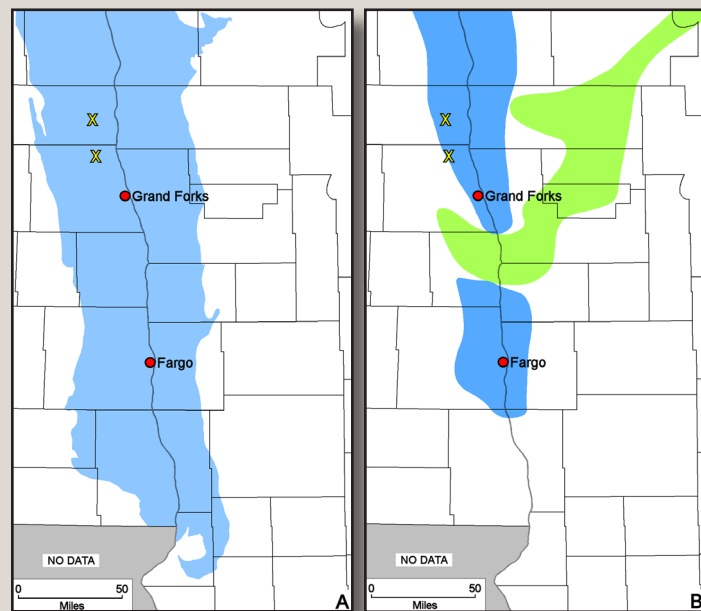 X
X
Grand Forks
Fargo
NO DATA
0 50
Miles
A
X
X
Grand Forks
Fargo
NO DATA
0 50
Miles
B